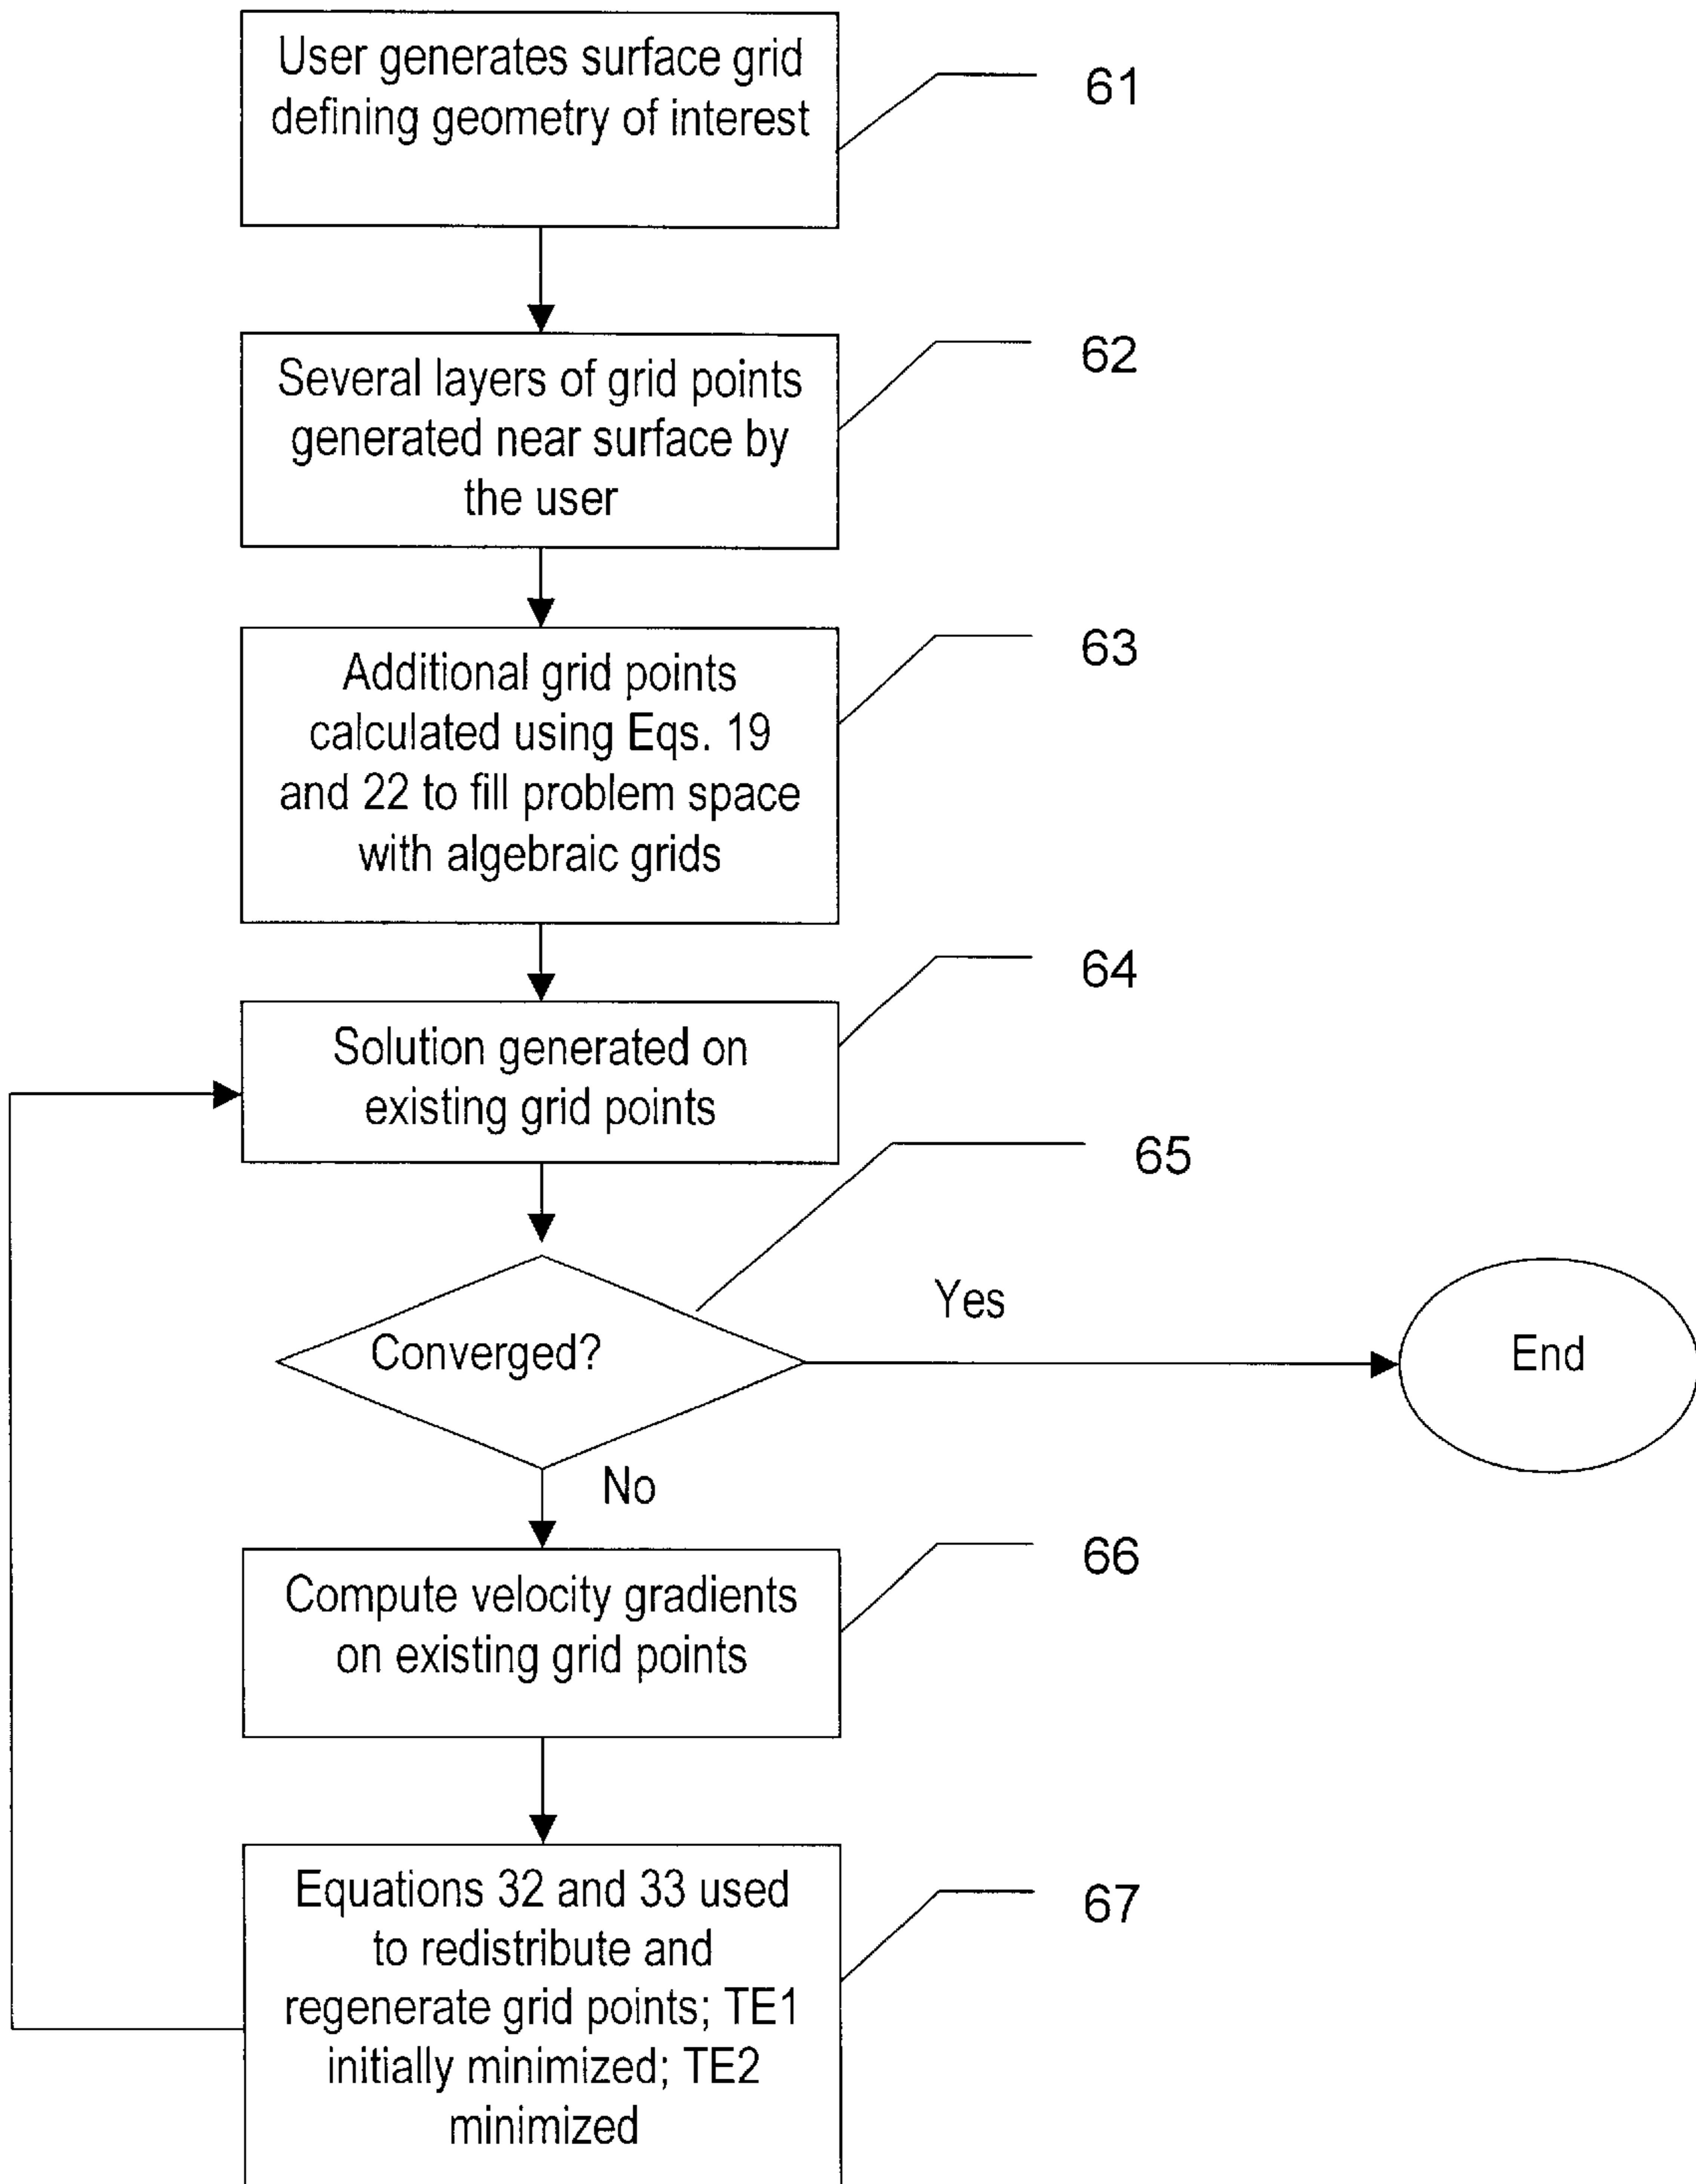 User generates surface grid
defining geometry of interest
61
Several layers of grid points
generated near surface by
the user
62
Additional grid points
calculated using Eqs. 19
and 22 to fill problem space
with algebraic grids
63
Solution generated on
existing grid points
64
Converged?
65
Yes
End
No
Compute velocity gradients
on existing grid points
66
Equations 32 and 33 used
to redistribute and
regenerate grid points; TE1
initially minimized; TE2
minimized
67